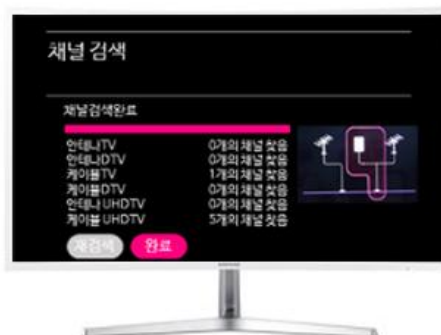 채널 검색
채널검색완료
안테나TV 0개의 채널 찾음
안테나DTV 0개의 채널 찾음
케이블TV 1개의 채널 찾음
케이블DTV 0개의 채널 찾음
안테나 UHDTV 0개의 채널 찾음
케이블 UHDTV 5개의 채널 찾음
재검색 완료